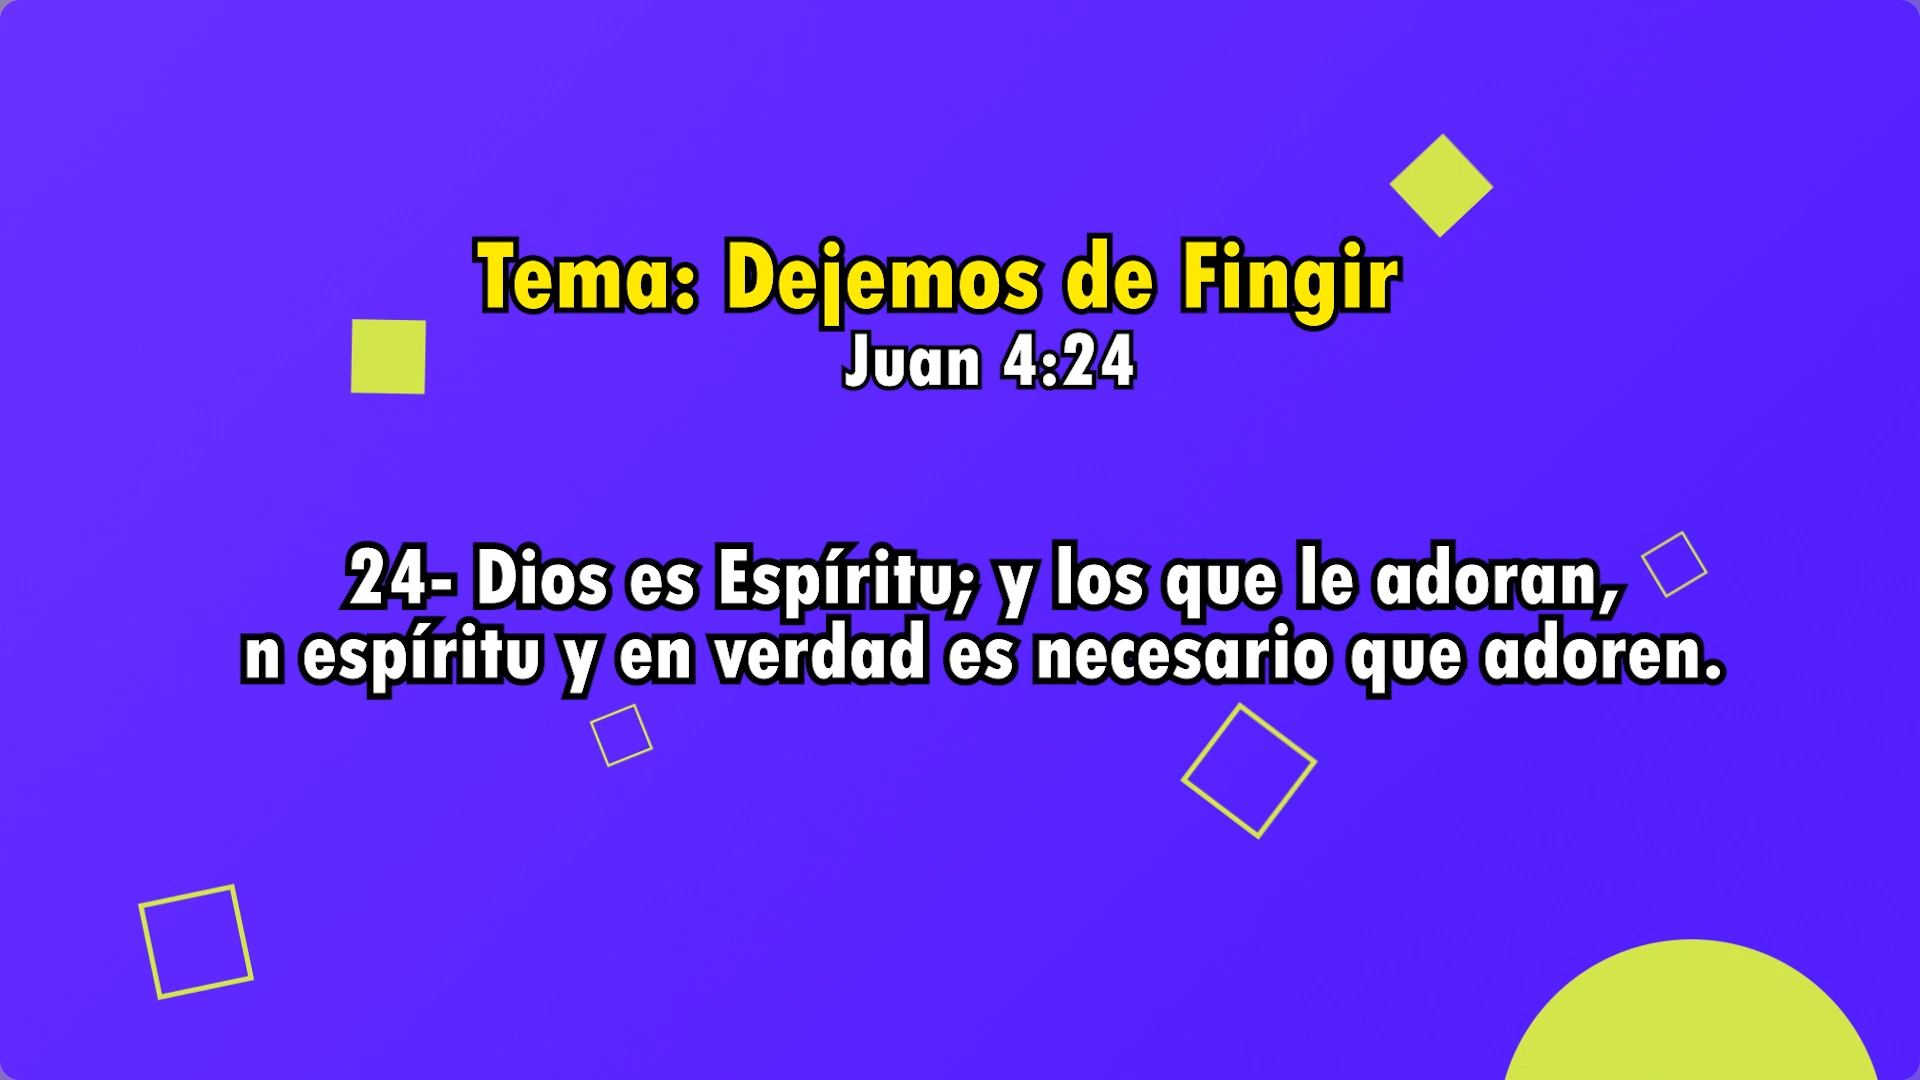 Tema: Dejemos de Fingir
Juan 4:24
24- Dios es Espíritu; y los que le adoran,
n espíritu y en verdad es necesario que adoren.